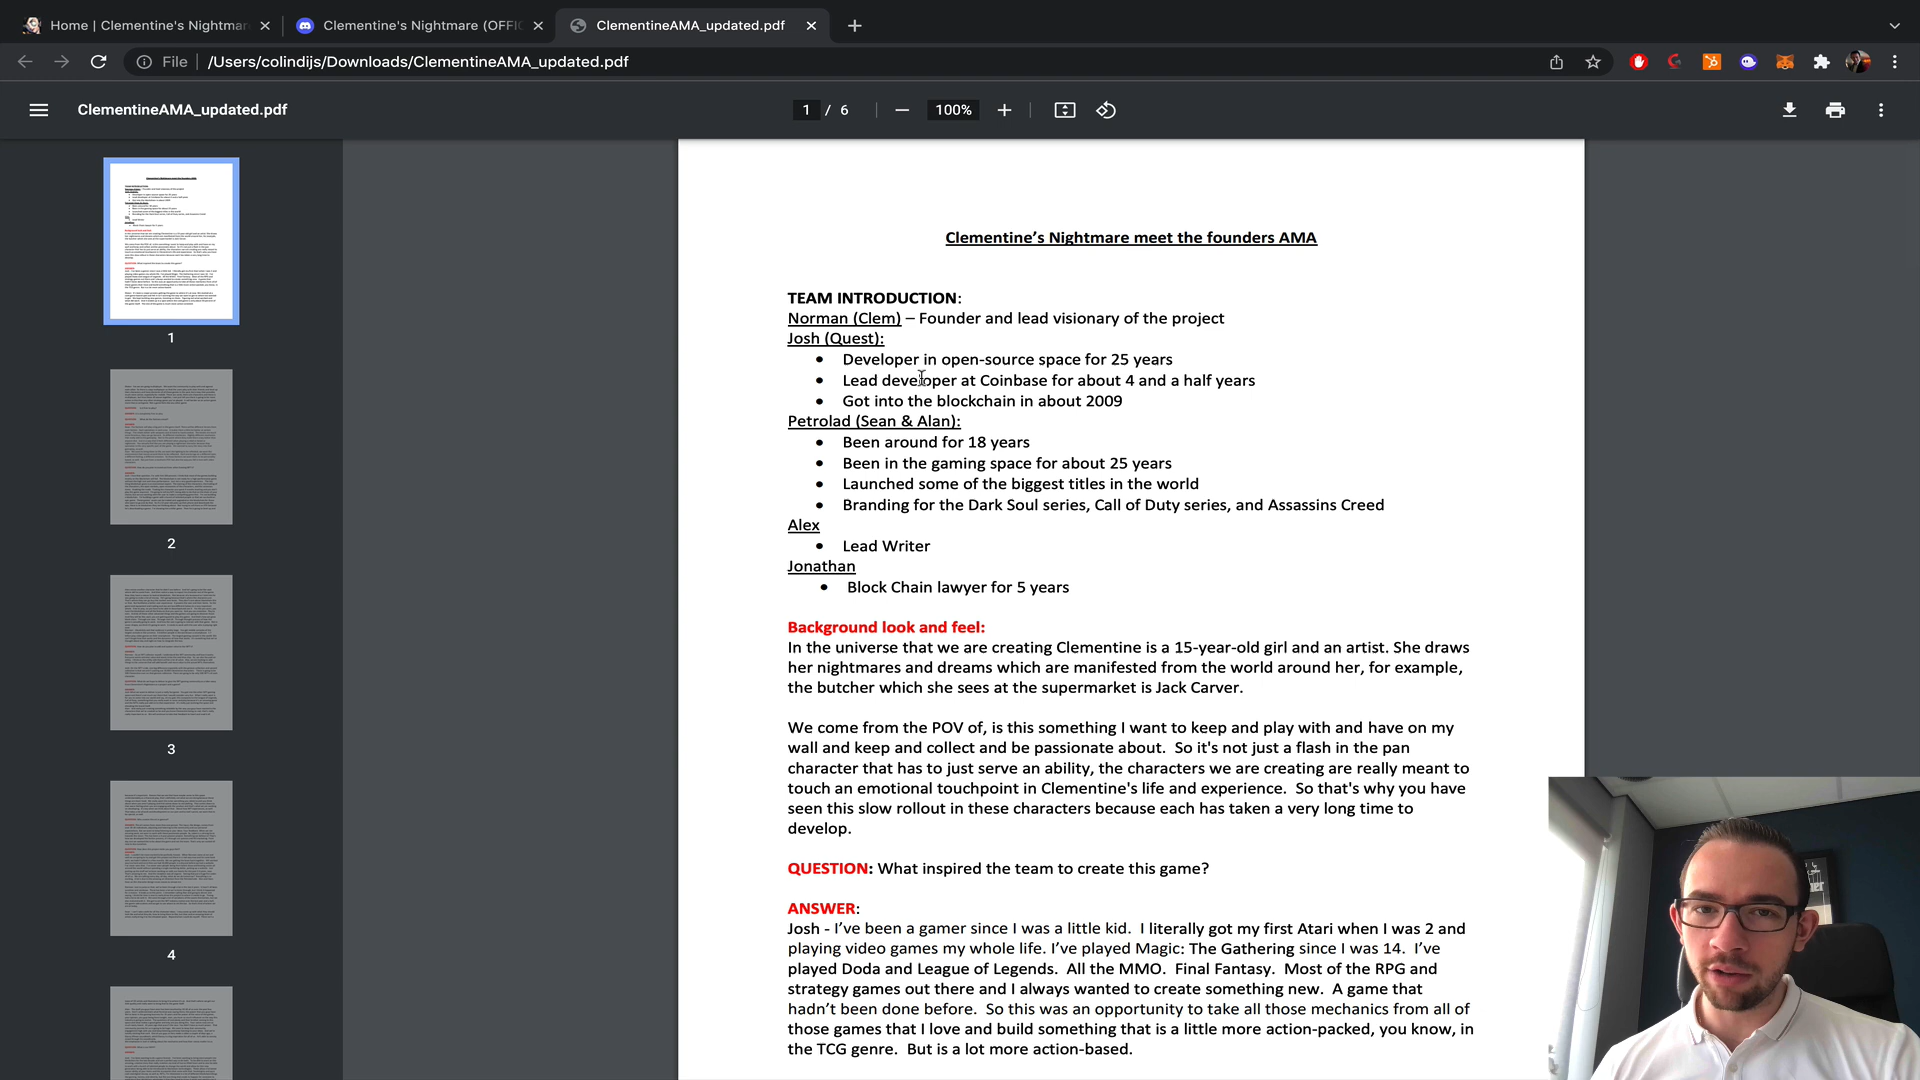 Home | Clementine's Nightmar
Clementine's Nightmare (OFFIC
ClementineAMA_updated.pdf
File
/Users/colindijs/Downloads/ClementineAMA_updated.pdf
ClementineAMA_updated.pdf
1 / 6
100%
1
2
3
4
Clementine's Nightmare meet the founders AMA
TEAM INTRODUCTION:
Norman (Clem) – Founder and lead visionary of the project
Josh (Quest):
• Developer in open-source space for 25 years
• Lead developer at Coinbase for about 4 and a half years
• Got into the blockchain in about 2009
Petrolad (Sean & Alan):
• Been around for 18 years
• Been in the gaming space for about 25 years
• Launched some of the biggest titles in the world
• Branding for the Dark Soul series, Call of Duty series, and Assassins Creed
Alex
• Lead Writer
Jonathan
• Block Chain lawyer for 5 years
Background look and feel:
In the universe that we are creating Clementine is a 15-year-old girl and an artist. She draws
her nightmares and dreams which are manifested from the world around her, for example,
the butcher which she sees at the supermarket is Jack Carver.
We come from the POV of, is this something I want to keep and play with and have on my
wall and keep and collect and be passionate about.  So it's not just a flash in the pan
character that has to just serve an ability, the characters we are creating are really meant to
touch an emotional touchpoint in Clementine's life and experience.  So that's why you have
seen this slow rollout in these characters because each has taken a very long time to
develop.
QUESTION: What inspired the team to create this game?
ANSWER:
Josh - I've been a gamer since I was a little kid.  I literally got my first Atari when I was 2 and
playing video games my whole life. I've played Magic: The Gathering since I was 14.  I've
played Doda and League of Legends.  All the MMO.  Final Fantasy.  Most of the RPG and
strategy games out there and I always wanted to create something new.  A game that
hadn't been done before.  So this was an opportunity to take all those mechanics from all of
those games that I love and build something that is a little more action-packed, you know, in
the TCG genre.  But is a lot more action-based.